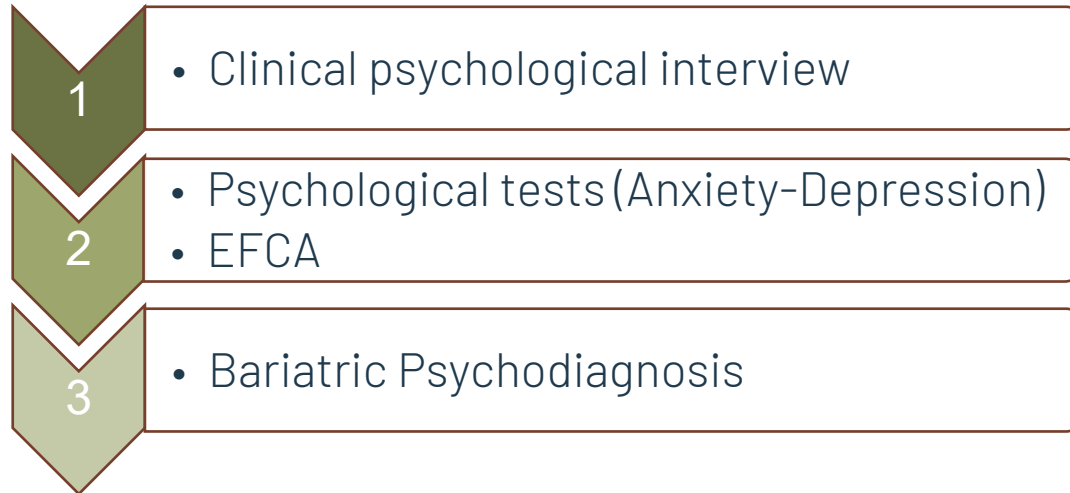 1
• Clinical psychological interview
2
• Psychological tests (Anxiety-Depression)
• EFCA
3
• Bariatric Psychodiagnosis